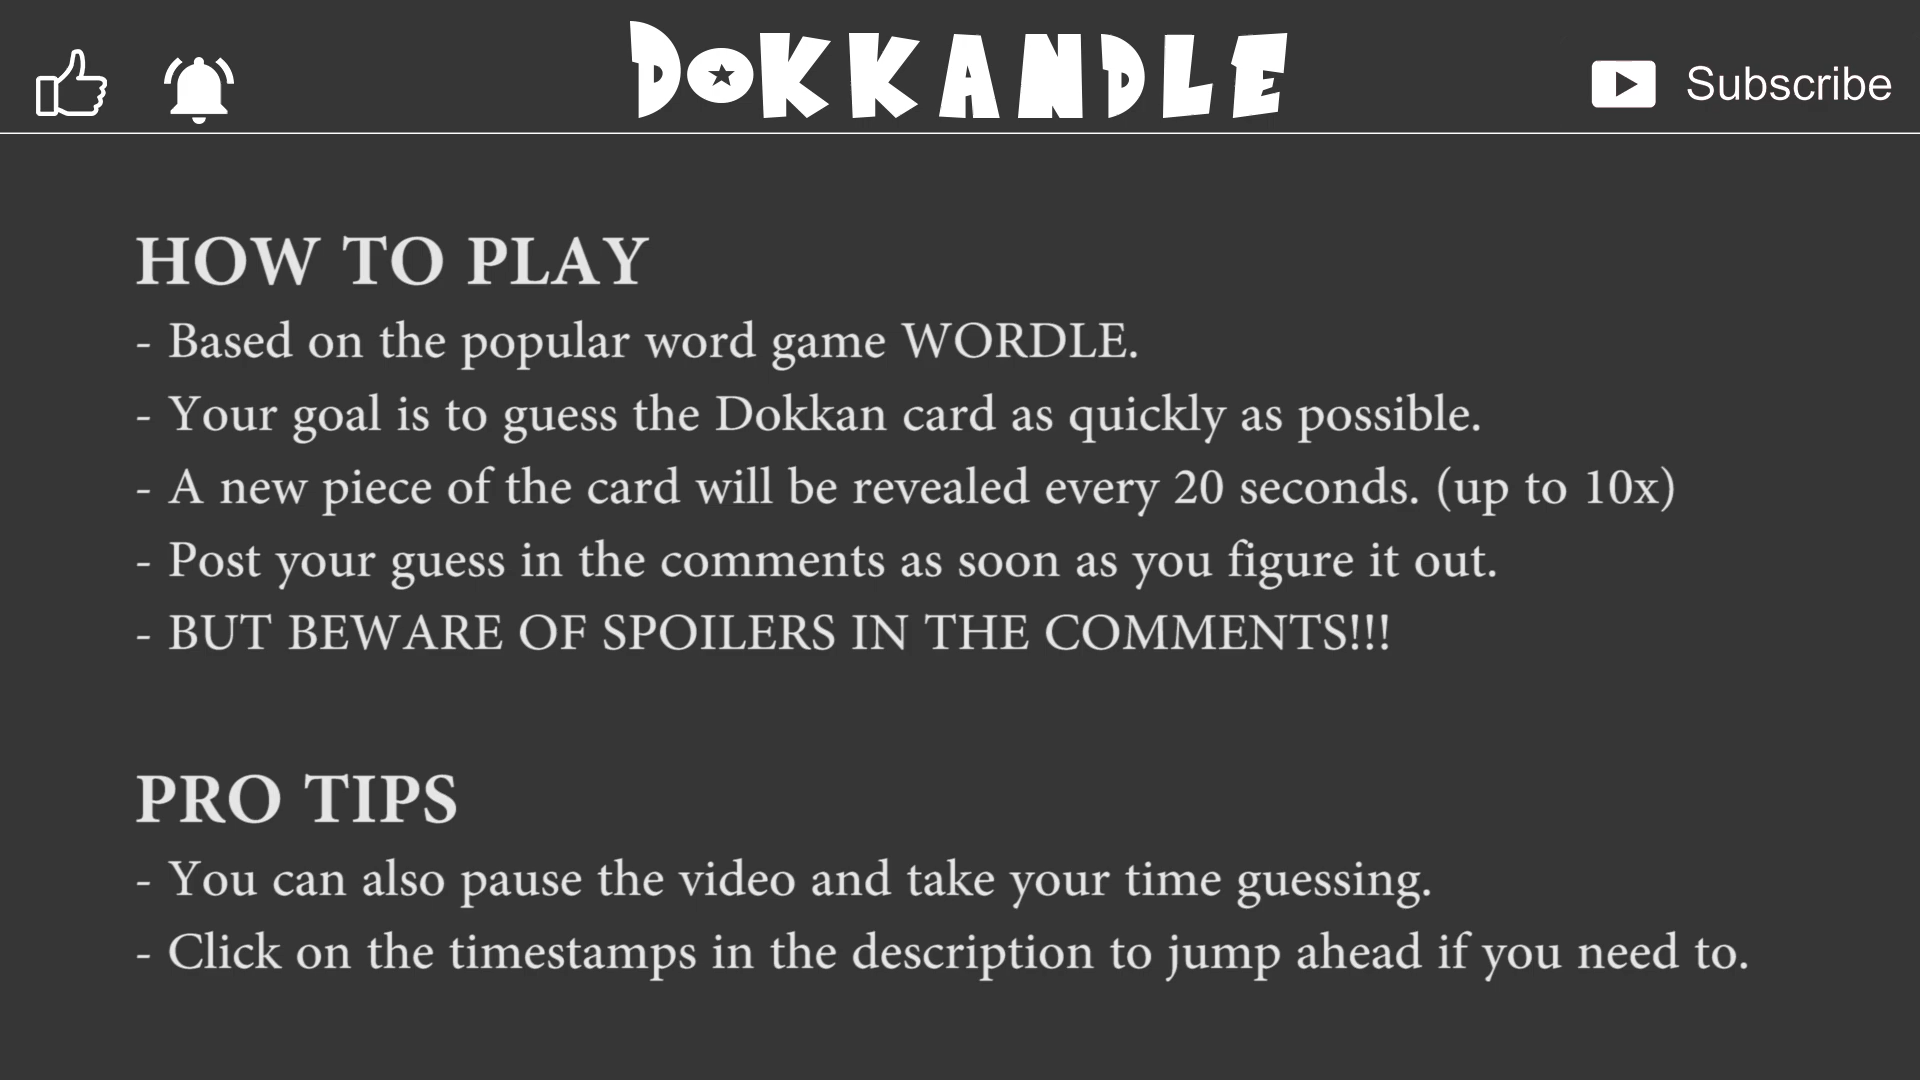 DOKKANDLE
Subscribe
HOW TO PLAY
- Based on the popular word game WORDLE.
- Your goal is to guess the Dokkan card as quickly as possible.
- A new piece of the card will be revealed every 20 seconds. (up to 10x)
- Post your guess in the comments as soon as you figure it out.
- BUT BEWARE OF SPOILERS IN THE COMMENTS!!!
PRO TIPS
- You can also pause the video and take your time guessing.
- Click on the timestamps in the description to jump ahead if you need to.